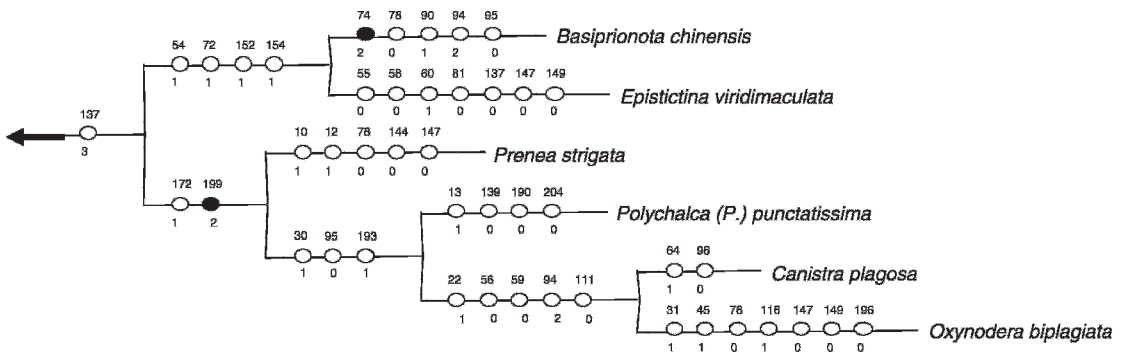 74 78 90 94 95
Basiprionota chinensis
2 0 1 2 0
54 72 152 154
1 1 1 1
55 58 60 81 137 147 149
Epistictina viridimaculata
0 0 1 0 0 0 0
137
3
10 12 78 144 147
Prenea strigata
1 1 0 0 0
172 199
1 2
13 139 190 204
Polychalca (P.) punctatissima
1 0 0 0
30 95 193
1 0 1
64 96
Canistra plagosa
1 0
22 56 59 94 111
1 0 0 2 0
31 45 78 116 147 149 196
Oxynodera biplagiata
1 1 0 1 0 0 0